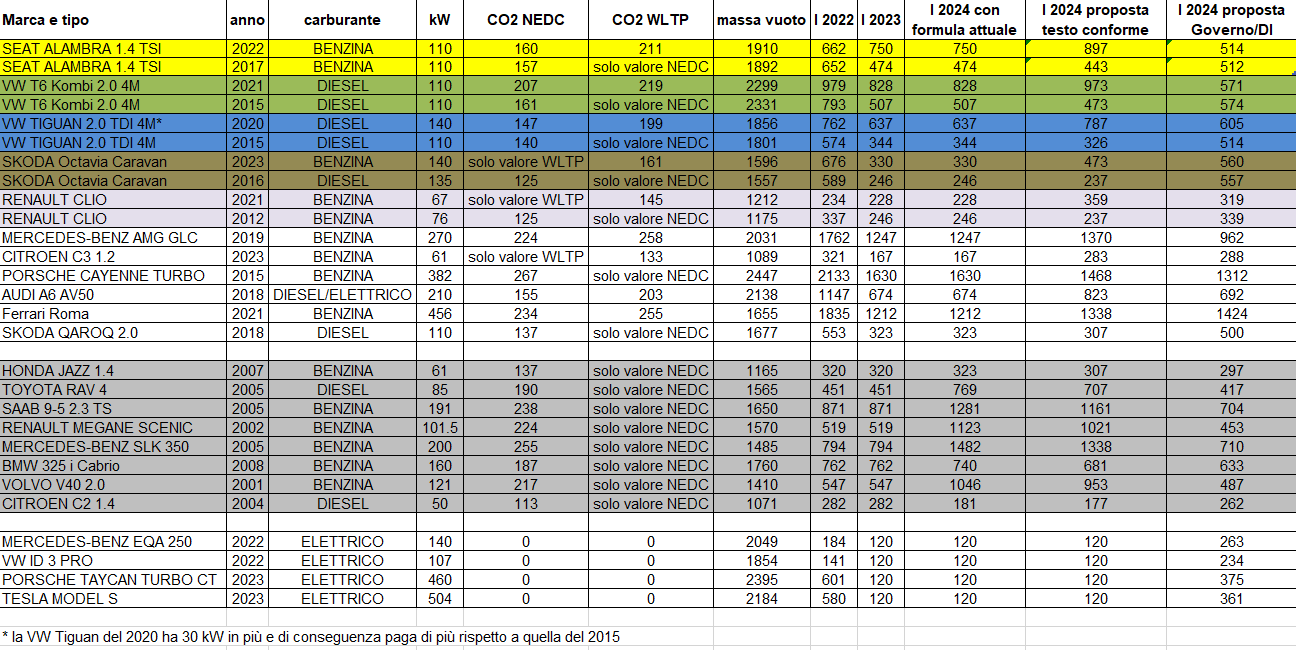 Marca e tipo anno carburante kW CO2 NEDC CO2 WLTP massa vuoto I 2022 I 2023 I 2024 con formula attuale I 2024 proposta testo conforme I 2024 proposta Governo/DI
SEAT ALAMBRA 1.4 TSI 2022 BENZINA 110 160 211 1910 662 750 750 897 514
SEAT ALAMBRA 1.4 TSI 2017 BENZINA 110 157 solo valore NEDC 1892 652 474 474 443 512
VW T6 Kombi 2.0 4M 2021 DIESEL 110 207 219 2299 979 828 828 973 571
VW T6 Kombi 2.0 4M 2015 DIESEL 110 161 solo valore NEDC 2331 793 507 507 473 574
VW TIGUAN 2.0 TDI 4M* 2020 DIESEL 140 147 199 1856 762 637 637 787 605
VW TIGUAN 2.0 TDI 4M 2015 DIESEL 110 140 solo valore NEDC 1801 574 344 344 326 514
SKODA Octavia Caravan 2023 BENZINA 140 solo valore WLTP 161 1596 676 330 330 473 560
SKODA Octavia Caravan 2016 DIESEL 135 125 solo valore NEDC 1557 589 246 246 237 557
RENAULT CLIO 2021 BENZINA 67 solo valore WLTP 145 1212 234 228 228 359 319
RENAULT CLIO 2012 BENZINA 76 125 solo valore NEDC 1175 337 246 246 237 339
MERCEDES-BENZ AMG GLC 2019 BENZINA 270 224 258 2031 1762 1247 1247 1370 962
CITROEN C3 1.2 2023 BENZINA 61 solo valore WLTP 133 1089 321 167 167 283 288
PORSCHE CAYENNE TURBO 2015 BENZINA 382 267 solo valore NEDC 2447 2133 1630 1630 1468 1312
AUDI A6 AV50 2018 DIESEL/ELETTRICO 210 155 203 2138 1147 674 674 823 692
Ferrari Roma 2021 BENZINA 456 234 255 1655 1835 1212 1212 1338 1424
SKODA QAROQ 2.0 2018 DIESEL 110 137 solo valore NEDC 1677 553 323 323 307 500
HONDA JAZZ 1.4 2007 BENZINA 61 137 solo valore NEDC 1165 320 320 323 307 297
TOYOTA RAV 4 2005 DIESEL 85 190 solo valore NEDC 1565 451 451 769 707 417
SAAB 9-5 2.3 TS 2005 BENZINA 191 238 solo valore NEDC 1650 871 871 1281 1161 704
RENAULT MEGANE SCENIC 2002 BENZINA 101.5 224 solo valore NEDC 1570 519 519 1123 1021 453
MERCEDES-BENZ SLK 350 2005 BENZINA 200 255 solo valore NEDC 1485 794 794 1482 1338 710
BMW 325 i Cabrio 2008 BENZINA 160 187 solo valore NEDC 1760 762 762 740 681 633
VOLVO V40 2.0 2001 BENZINA 121 217 solo valore NEDC 1410 547 547 1046 953 487
CITROEN C2 1.4 2004 DIESEL 50 113 solo valore NEDC 1071 282 282 181 177 262
MERCEDES-BENZ EQA 250 2022 ELETTRICO 140 0 0 2049 184 120 120 120 263
VW ID 3 PRO 2022 ELETTRICO 107 0 0 1854 141 120 120 120 234
PORSCHE TAYCAN TURBO CT 2023 ELETTRICO 460 0 0 2395 601 120 120 120 375
TESLA MODEL S 2023 ELETTRICO 504 0 0 2184 580 120 120 120 361
* la VW Tiguan del 2020 ha 30 kW in più e di conseguenza paga di più rispetto a quella del 2015